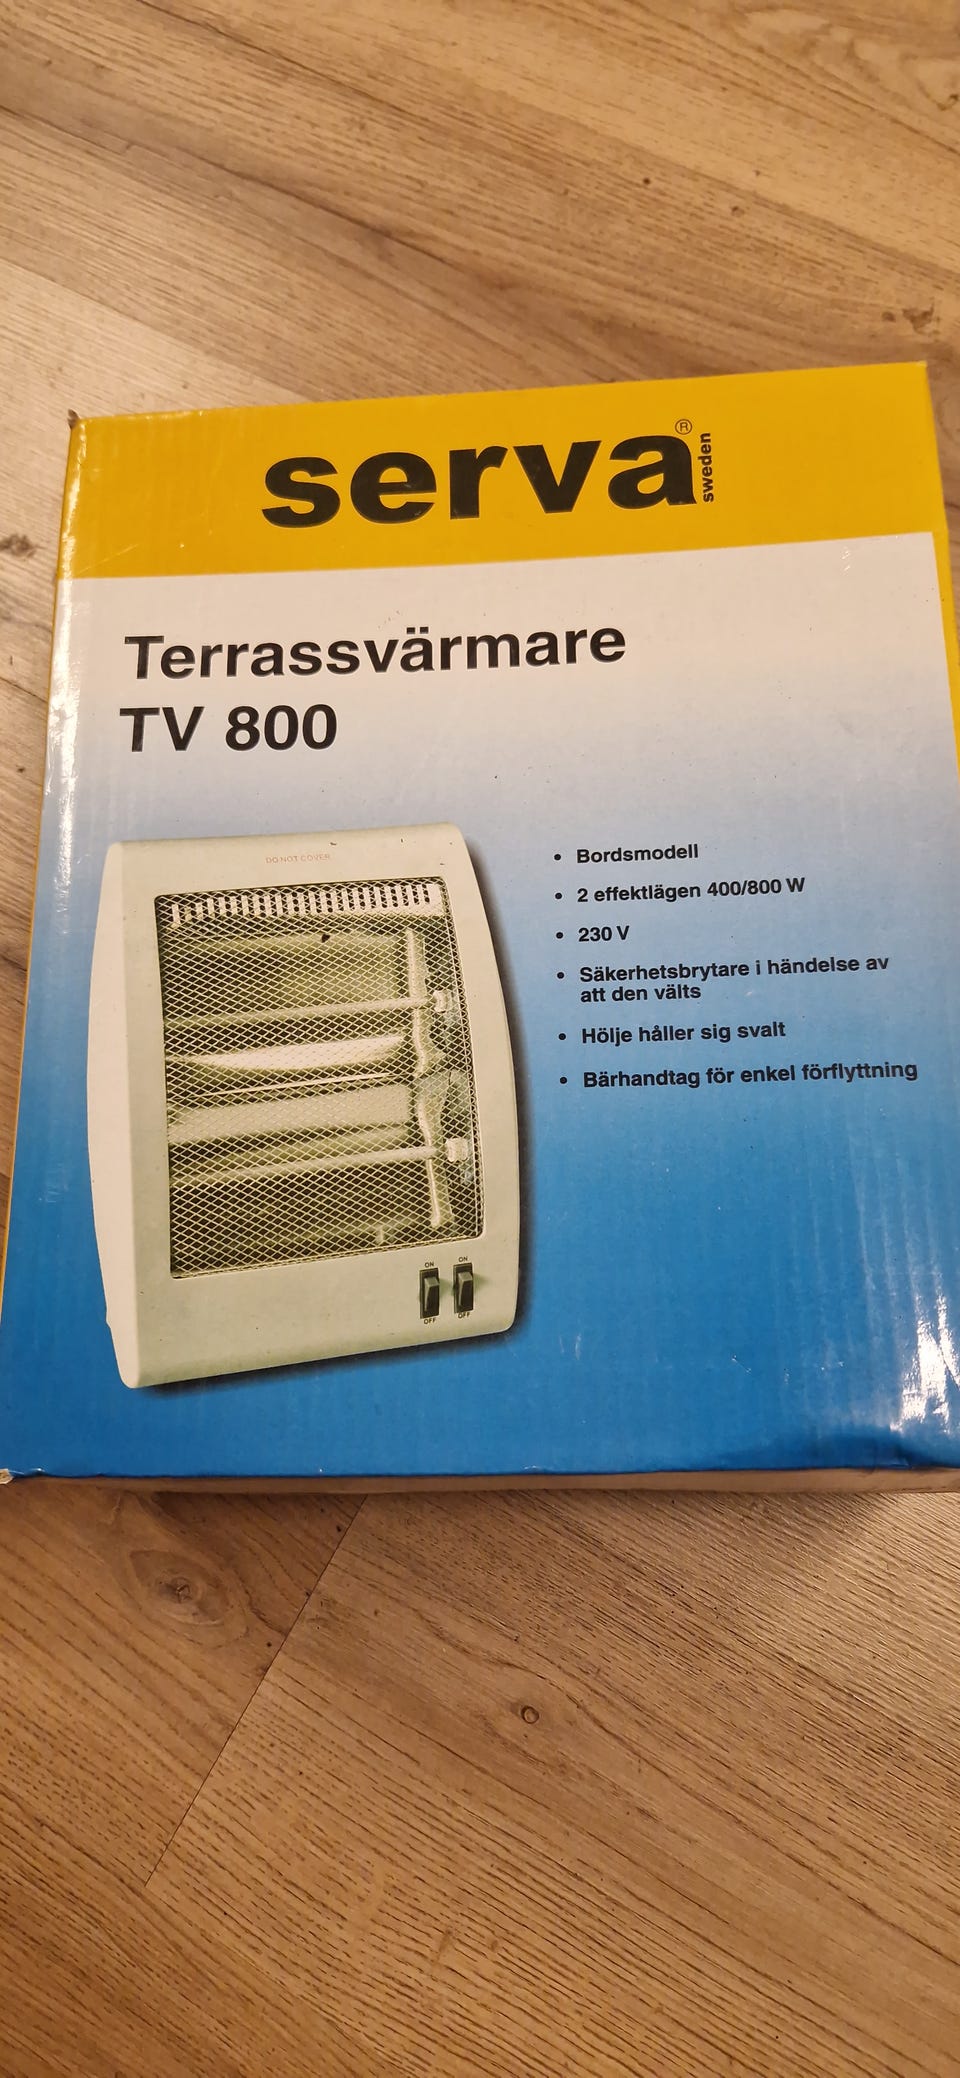 serva®
sweden
Terrassvärmare
TV 800
DO NOT COVER
• Bordsmodell
• 2 effektlägen 400/800 W
• 230 V
• Säkerhetsbrytare i händelse av
att den välts
• Hölje håller sig svalt
• Bärhandtag för enkel förflyttning
ON ON
OFF OFF